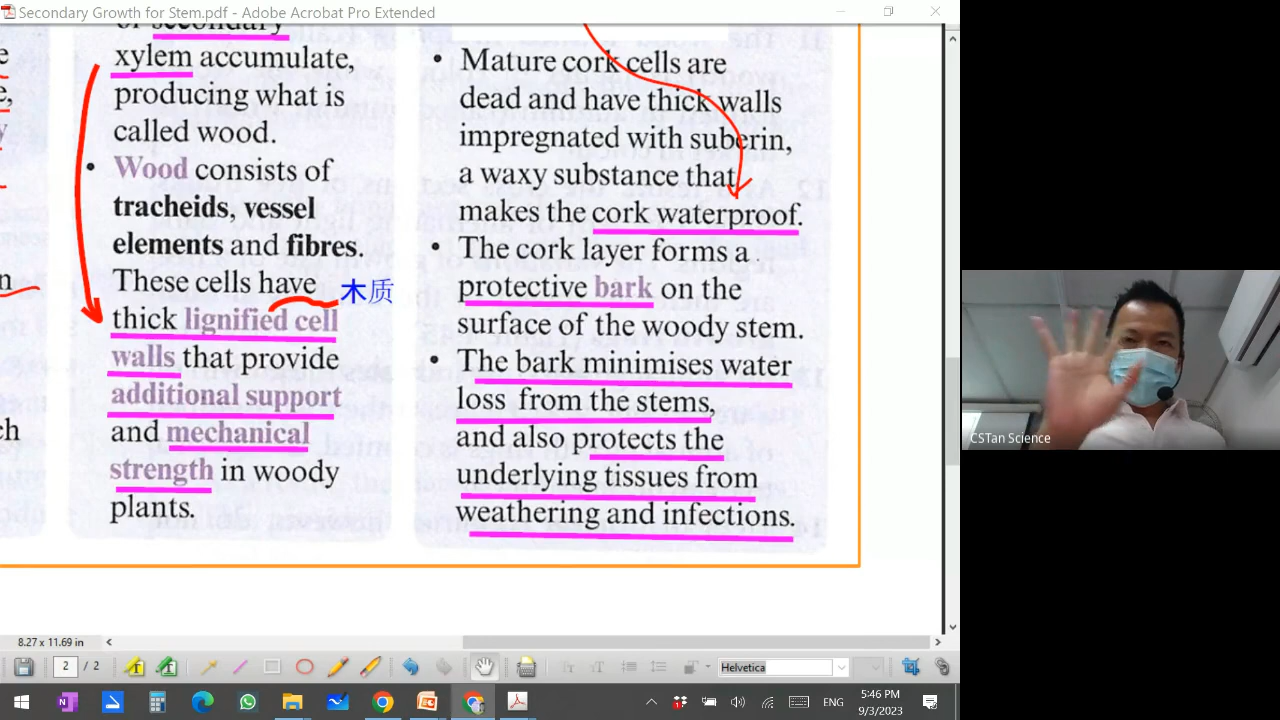 Secondary Growth for Stem.pdf - Adobe Acrobat Pro Extended
or secondary
xylem accumulate,
producing what is
called wood.
• Wood consists of
tracheids, vessel
elements and fibres.
These cells have
木质
thick lignified cell
walls that provide
additional support
and mechanical
strength in woody
plants.
• Mature cork cells are
dead and have thick walls
impregnated with suberin,
a waxy substance that
makes the cork waterproof.
• The cork layer forms a
protective bark on the
surface of the woody stem.
• The bark minimises water
loss from the stems,
and also protects the
underlying tissues from
weathering and infections.
CSTan Science
8.27 x 11.69 in
2 / 2
Helvetica
ENG
5:46 PM
9/3/2023